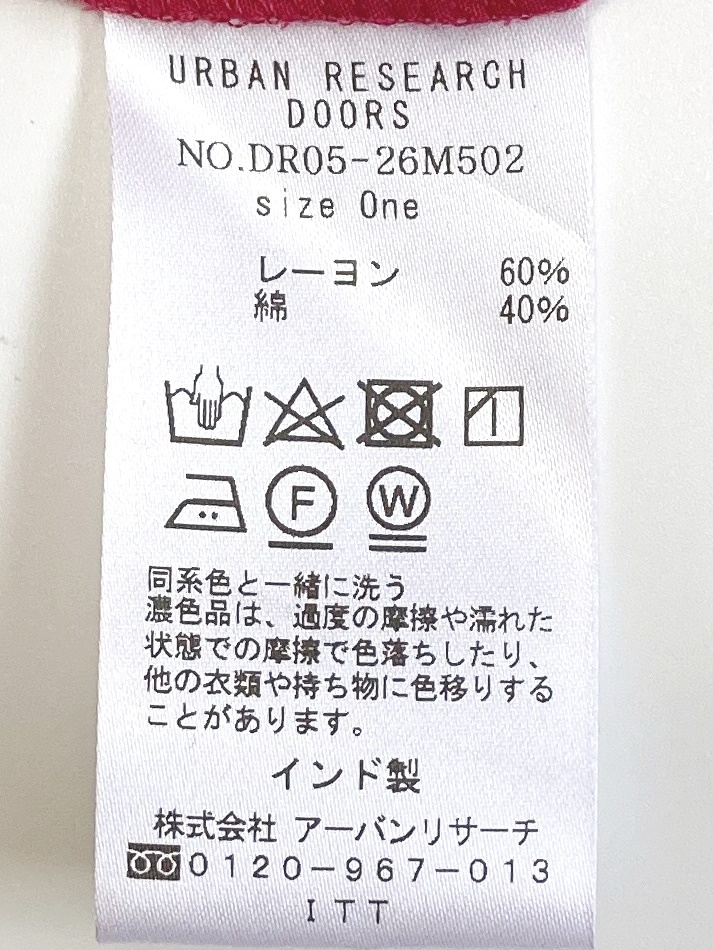 URBAN RESEARCH
DOORS
NO.DR05-26M502
size One
レーヨン 60%
綿 40%
F W
同系色と一緒に洗う
濃色品は、過度の摩擦や濡れた
状態での摩擦で色落ちしたり、
他の衣類や持ち物に色移りする
ことがあります。
インド製
株式会社 アーバンリサーチ
0120-967-013
ITT